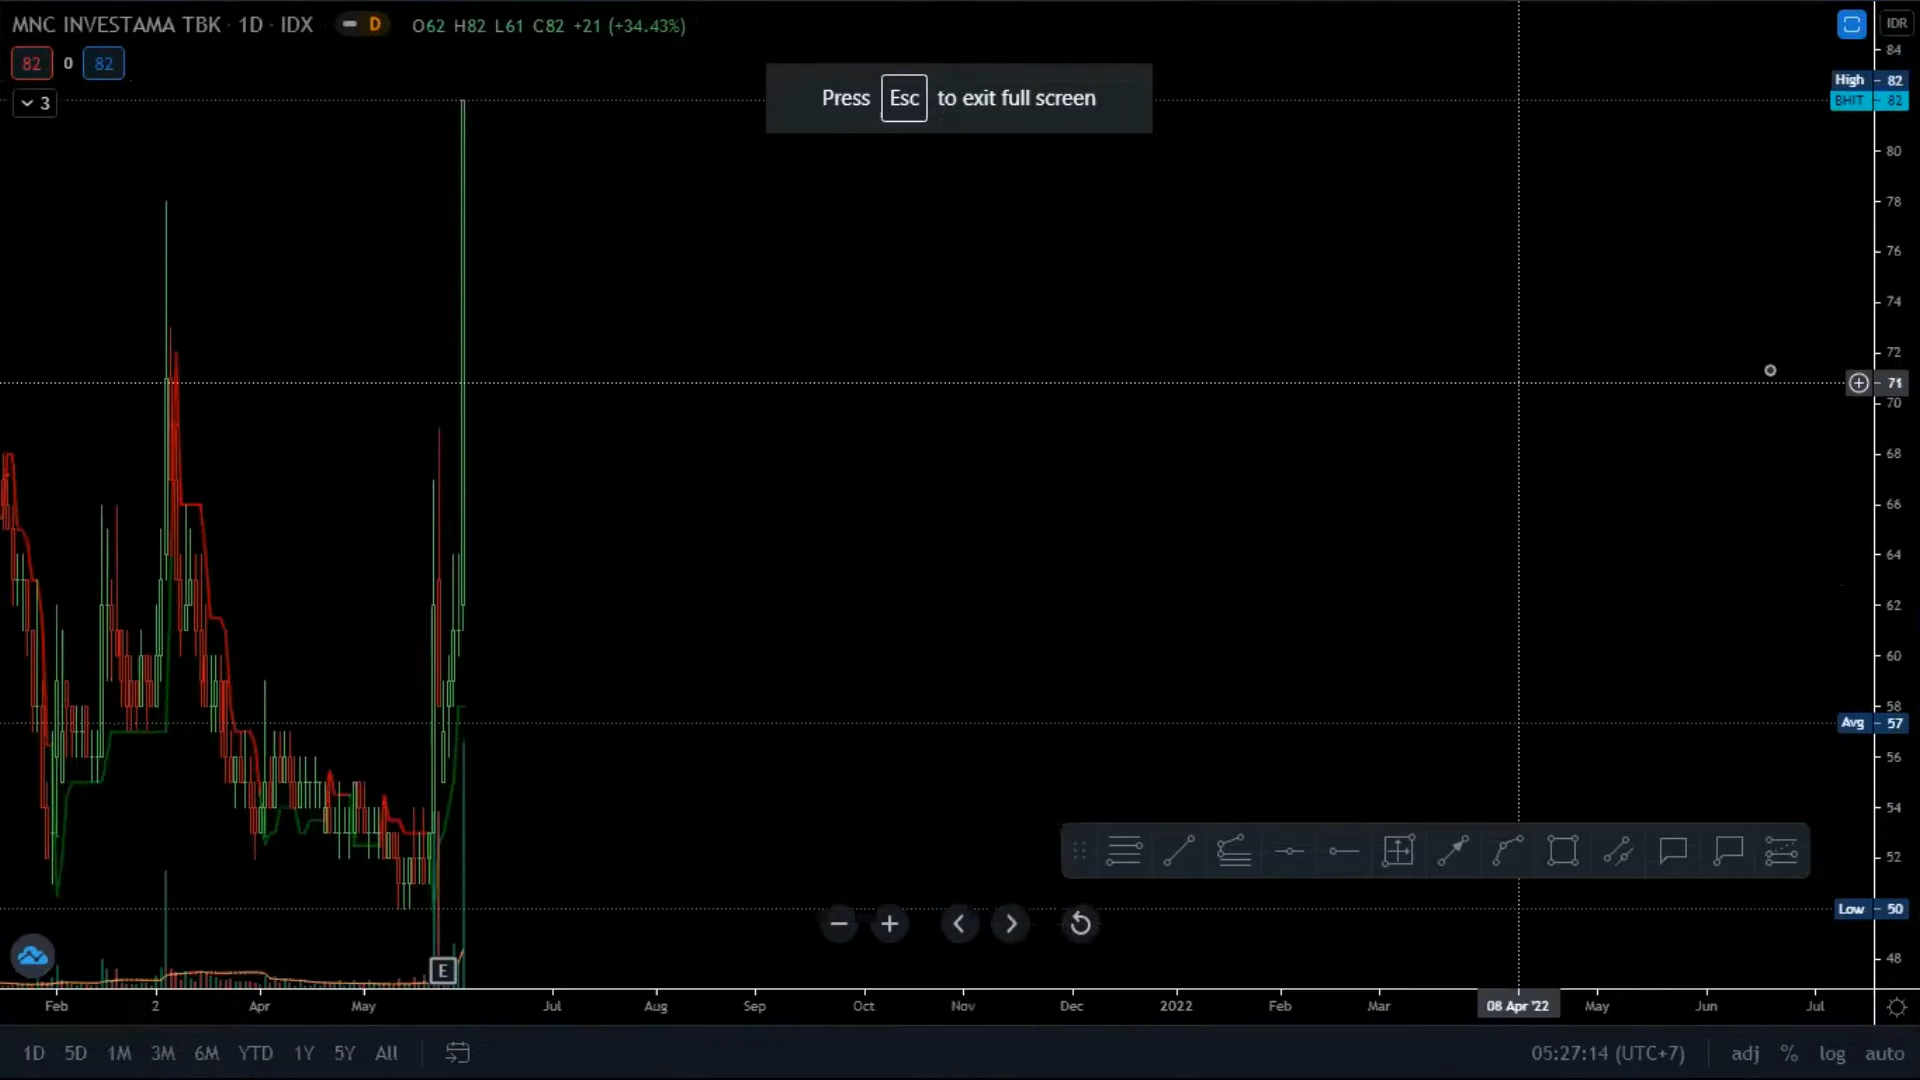 MNC INVESTAMA TBK · 1D · IDX D O62 H82 L61 C82 +21 (+34.43%)
IDR
82 0 82
3
Press Esc to exit full screen
84
High 82
BHIT 82
80
78
76
74
72
71
70
68
66
64
62
60
58
Avg 57
56
54
52
Low 50
48
E
Feb 2 Apr May Jul Aug Sep Oct Nov Dec 2022 Feb Mar 08 Apr '22 May Jun Jul
1D 5D 1M 3M 6M YTD 1Y 5Y All 05:27:14 (UTC+7) adj % log auto